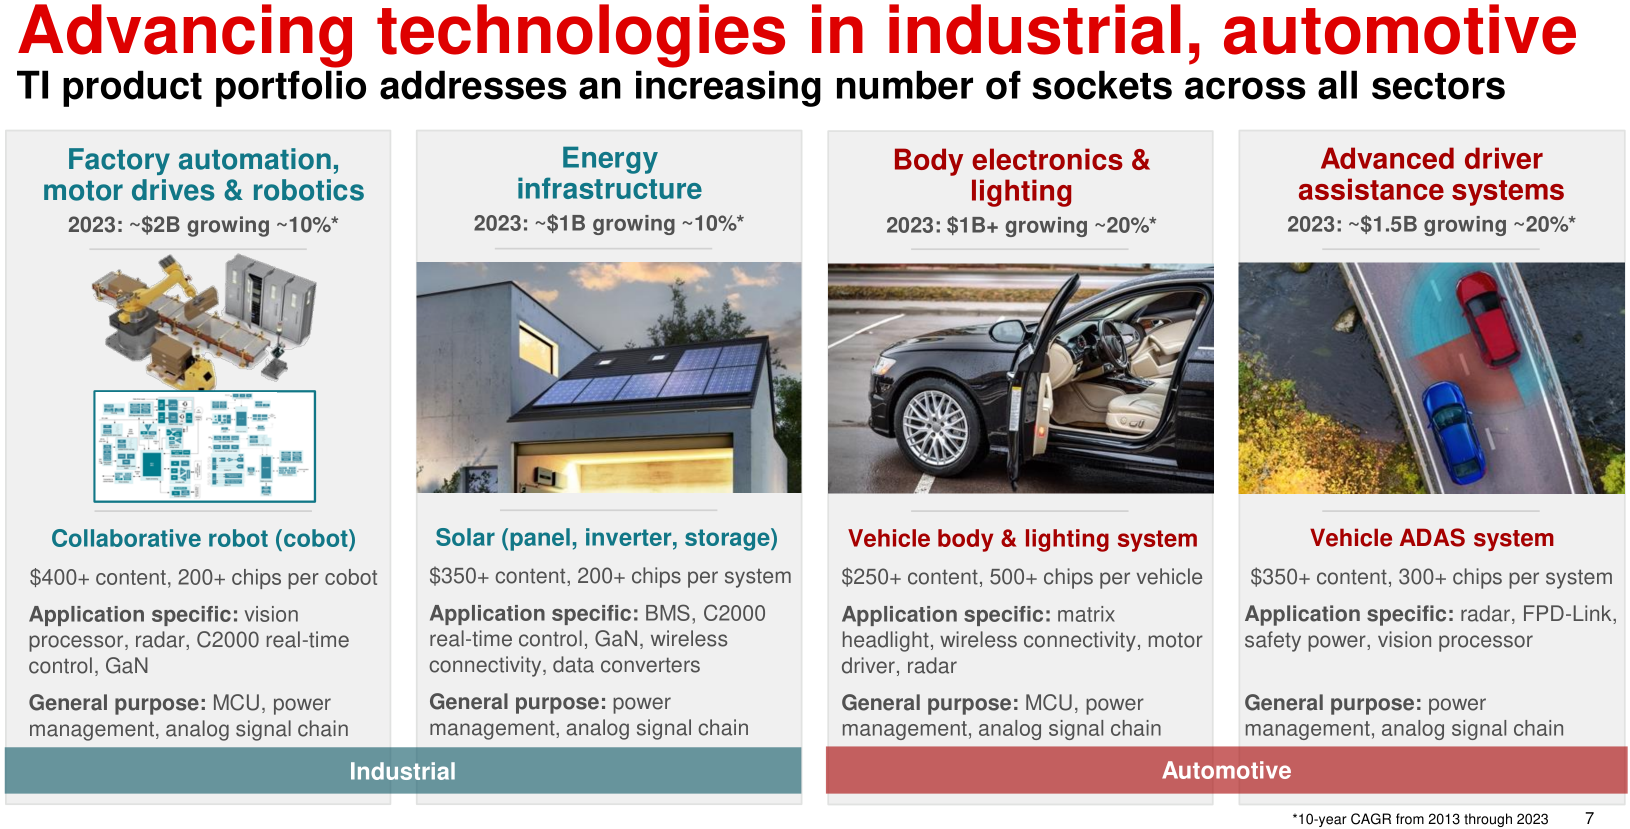 Advancing technologies in industrial, automotive
TI product portfolio addresses an increasing number of sockets across all sectors
Factory automation,
motor drives & robotics
2023: ~$2B growing ~10%*
Collaborative robot (cobot)
$400+ content, 200+ chips per cobot
Application specific: vision
processor, radar, C2000 real-time
control, GaN
General purpose: MCU, power
management, analog signal chain
Energy
infrastructure
2023: ~$1B growing ~10%*
Solar (panel, inverter, storage)
$350+ content, 200+ chips per system
Application specific: BMS, C2000
real-time control, GaN, wireless
connectivity, data converters
General purpose: power
management, analog signal chain
Industrial
Body electronics &
lighting
2023: $1B+ growing ~20%*
Vehicle body & lighting system
$250+ content, 500+ chips per vehicle
Application specific: matrix
headlight, wireless connectivity, motor
driver, radar
General purpose: MCU, power
management, analog signal chain
Advanced driver
assistance systems
2023: ~$1.5B growing ~20%*
Vehicle ADAS system
$350+ content, 300+ chips per system
Application specific: radar, FPD-Link,
safety power, vision processor
General purpose: power
management, analog signal chain
Automotive
*10-year CAGR from 2013 through 2023
7